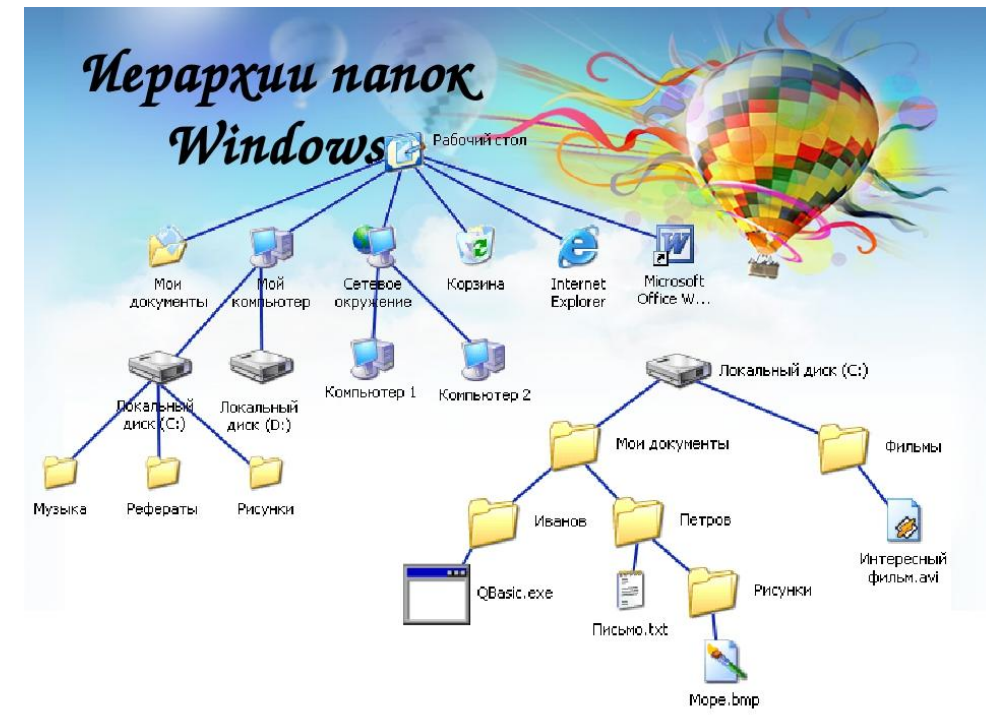 Иерархии папок
Windows
Рабочий стол
Мои
документы
Мой
компьютер
Сетевое
окружение
Корзина
Internet
Explorer
Microsoft
Office W...
Локальный
диск (C:)
Локальный
диск (D:)
Компьютер 1
Компьютер 2
Локальный диск (C:)
Мои документы
Фильмы
Музыка
Рефераты
Рисунки
Иванов
Петров
Интересный
фильм.avi
QBasic.exe
Письмо.txt
Рисунки
Море.bmp